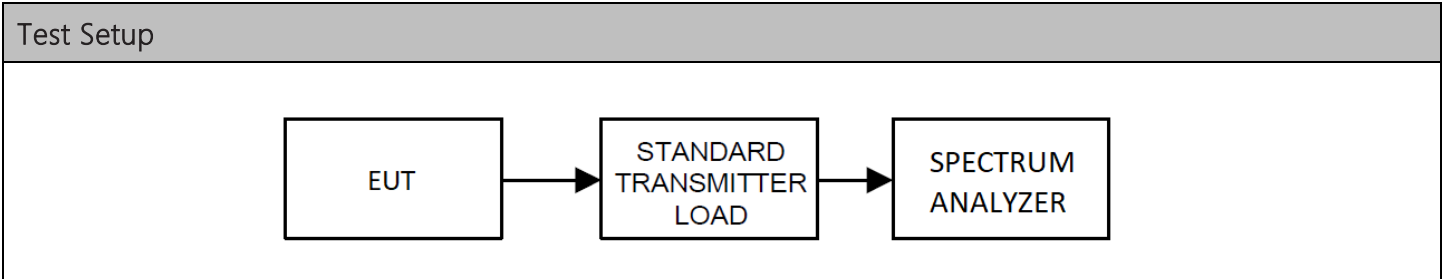 Test Setup
EUT
STANDARD
TRANSMITTER
LOAD
SPECTRUM
ANALYZER